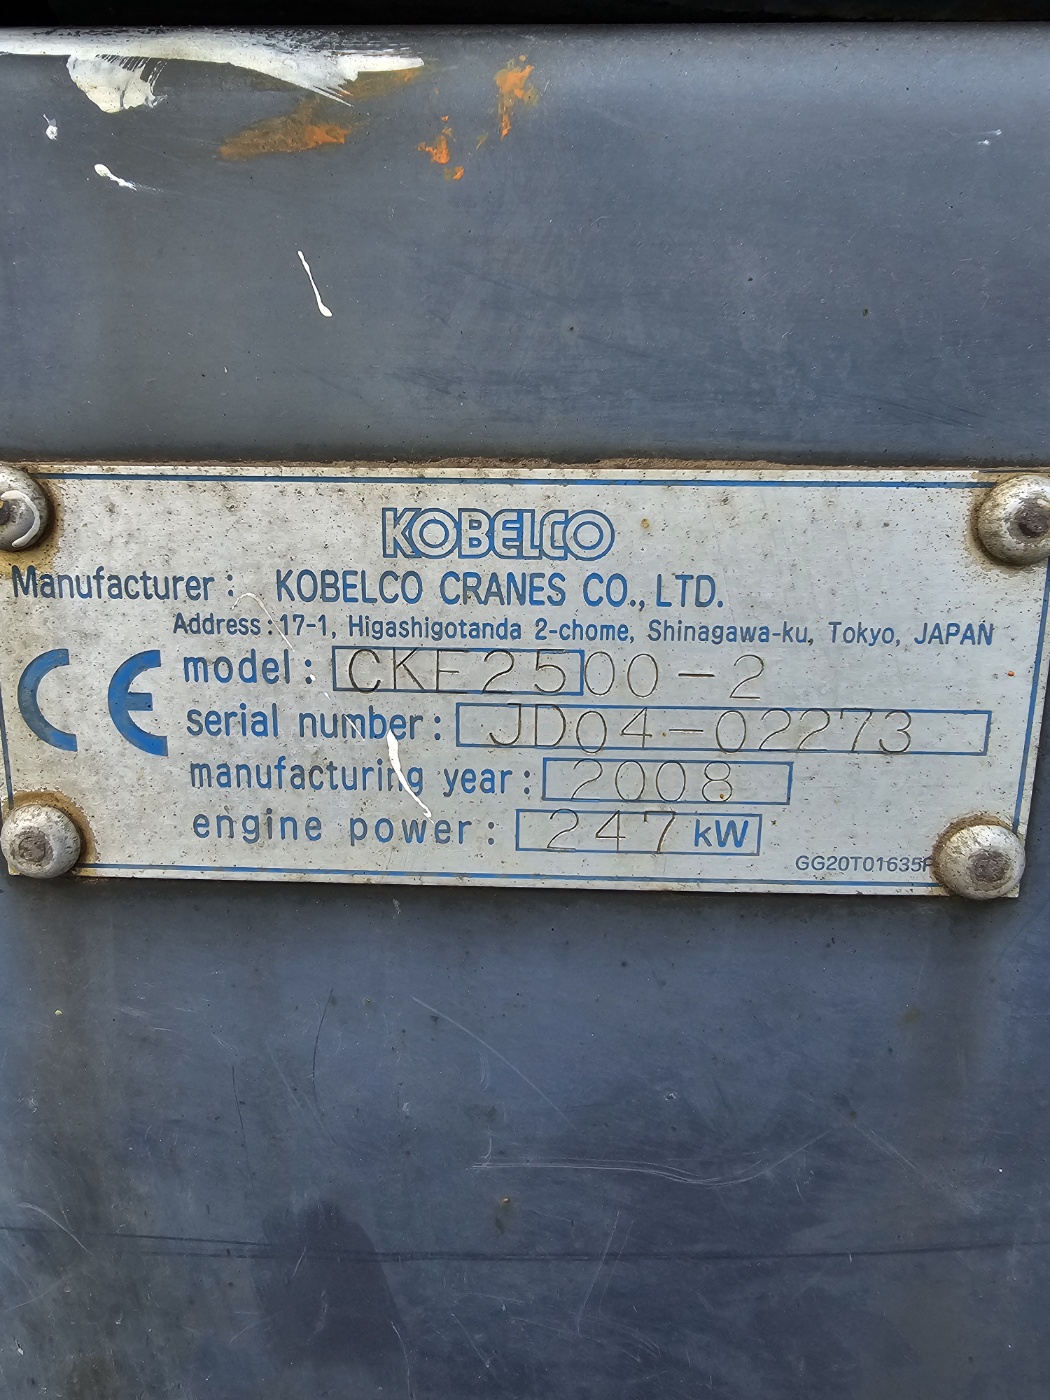 KOBELCO
Manufacturer: KOBELCO CRANES CO., LTD.
Address: 17-1, Higashigotanda 2-chome, Shinagawa-ku, Tokyo, JAPAN
CE
model: CKE2500-2
serial number: JD04-02273
manufacturing year: 2008
engine power: 247 kW
GG20T01635P